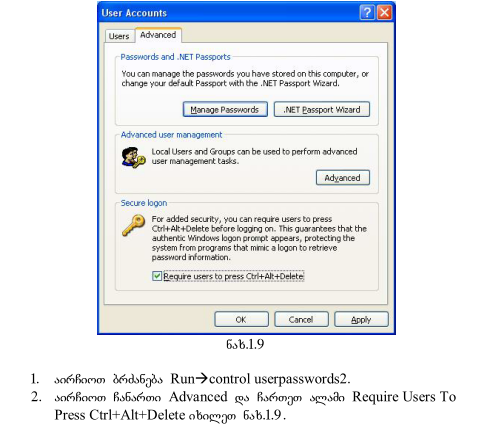 User Accounts
Users
Advanced
Passwords and .NET Passports
You can manage the passwords you have stored on this computer, or
change your default Passport with the .NET Passport Wizard.
Manage Passwords
.NET Passport Wizard
Advanced user management
Local Users and Groups can be used to perform advanced
user management tasks.
Advanced
Secure logon
For added security, you can require users to press
Ctrl+Alt+Delete before logging on. This guarantees that the
authentic Windows logon prompt appears, protecting the
system from programs that mimic a logon to retrieve
password information.
Require users to press Ctrl+Alt+Delete
OK
Cancel
Apply
ნახ.1.9
1. აირჩიოთ ბრძანება Run→control userpasswords2.
2. აირჩიოთ ჩანართი Advanced და ჩართეთ ალამი Require Users To
Press Ctrl+Alt+Delete იხილეთ ნახ.1.9.